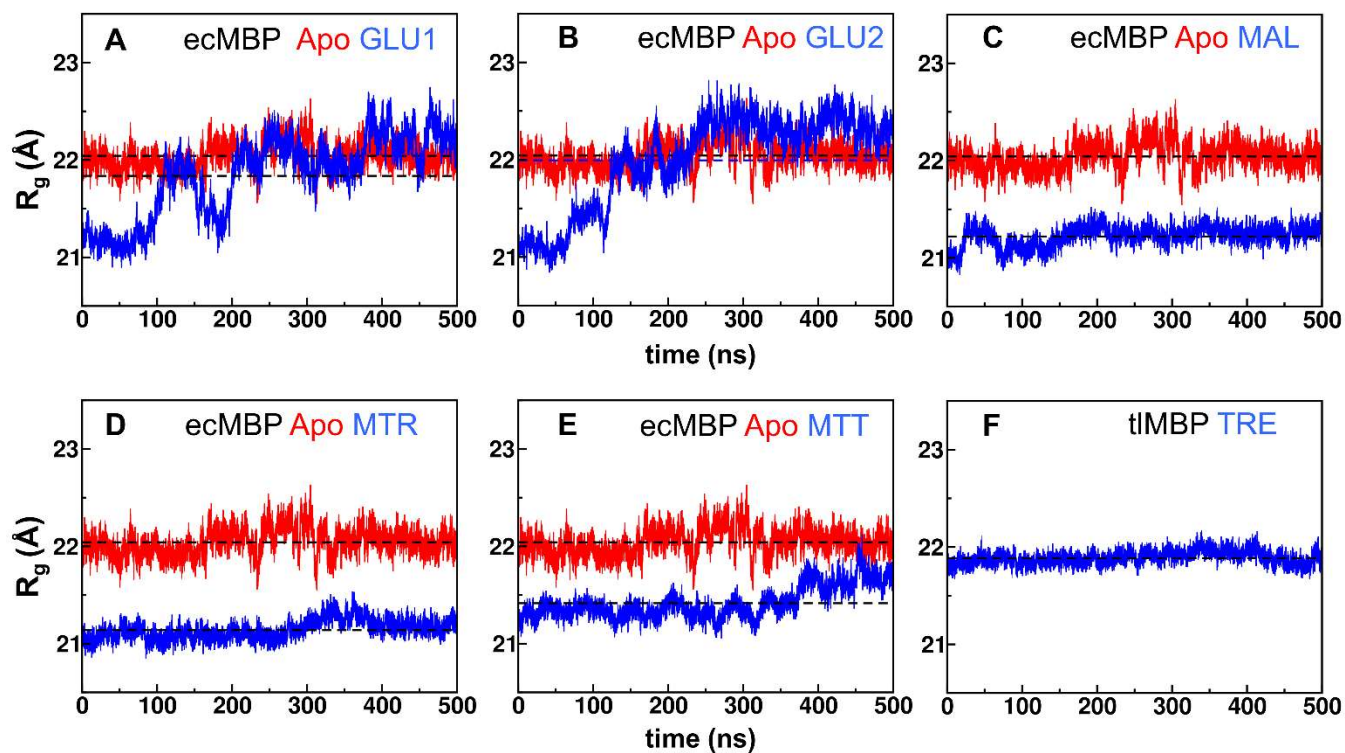 A ecMBP Apo GLU1
B ecMBP Apo GLU2
C ecMBP Apo MAL
23
22
21
Rg (Å)
0 100 200 300 400 500
0 100 200 300 400 500
0 100 200 300 400 500
time (ns)
D ecMBP Apo MTR
E ecMBP Apo MTT
F tlMBP TRE
23
22
21
Rg (Å)
0 100 200 300 400 500
0 100 200 300 400 500
0 100 200 300 400 500
time (ns)